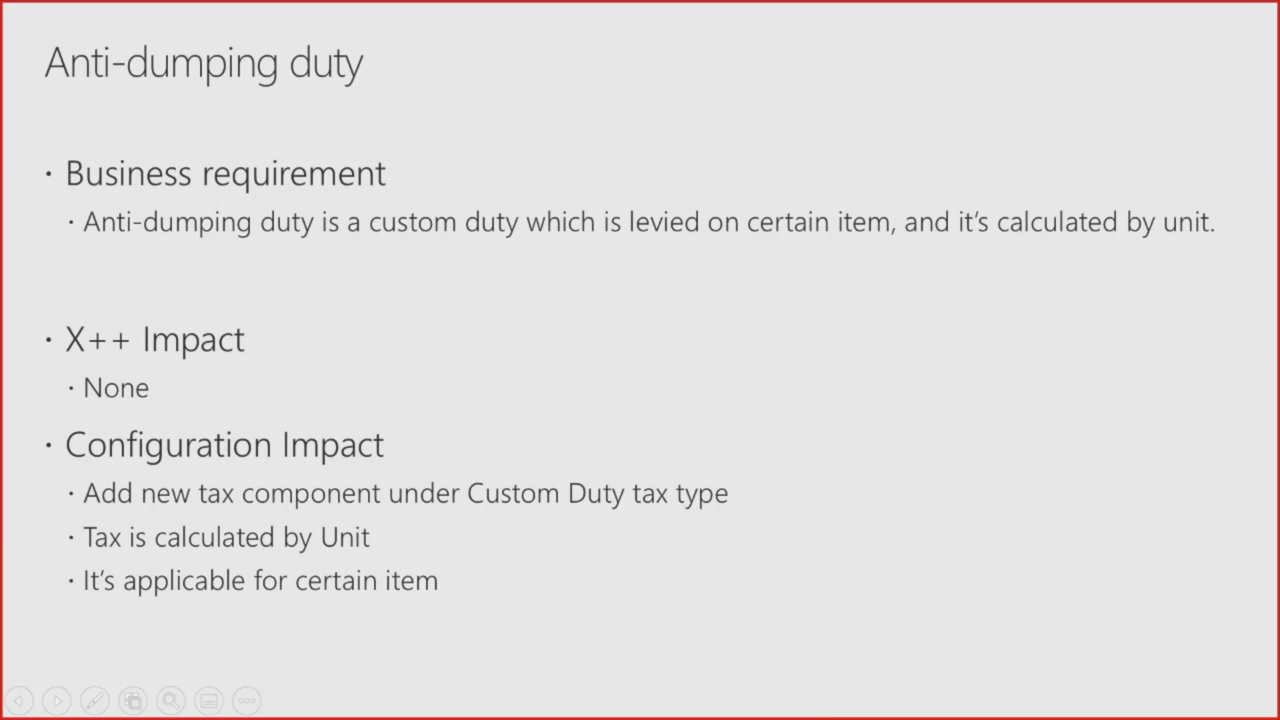 Anti-dumping duty
· Business requirement
· Anti-dumping duty is a custom duty which is levied on certain item, and it's calculated by unit.
· X++ Impact
· None
· Configuration Impact
· Add new tax component under Custom Duty tax type
· Tax is calculated by Unit
· It's applicable for certain item